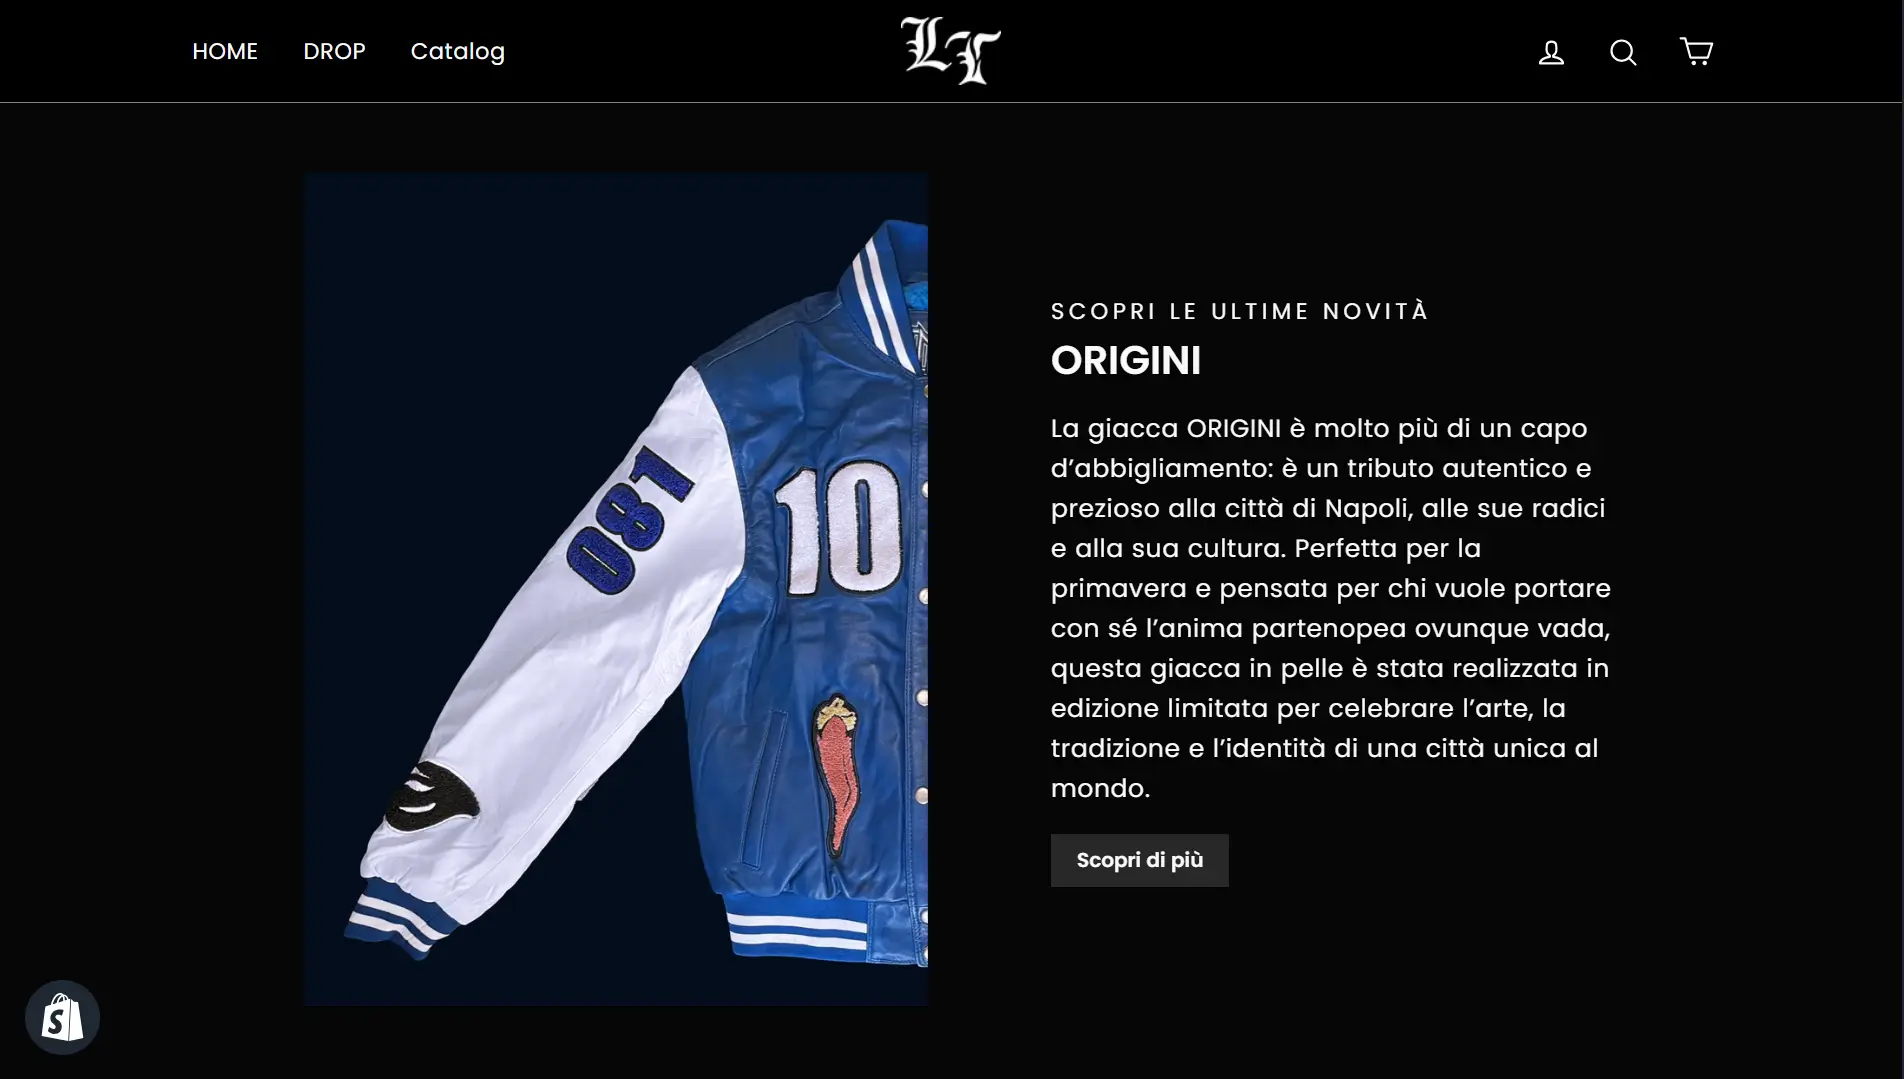 HOME DROP Catalog
LT
SCOPRI LE ULTIME NOVITÀ
ORIGINI
La giacca ORIGINI è molto più di un capo
d’abbigliamento: è un tributo autentico e
prezioso alla città di Napoli, alle sue radici
e alla sua cultura. Perfetta per la
primavera e pensata per chi vuole portare
con sé l’anima partenopea ovunque vada,
questa giacca in pelle è stata realizzata in
edizione limitata per celebrare l’arte, la
tradizione e l’identità di una città unica al
mondo.
Scopri di più
081
10
S